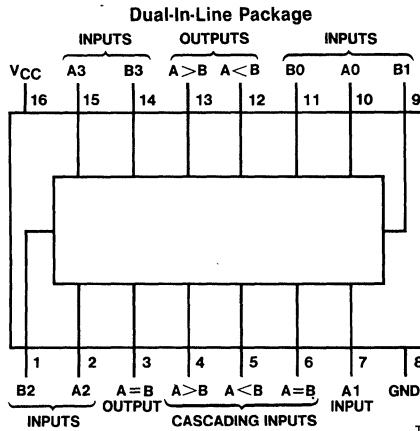 Dual-In-Line Package
INPUTS OUTPUTS INPUTS
VCC A3 B3 A>B A<B B0 A0 B1
16 15 14 13 12 11 10 9
1 2 3 4 5 6 7 8
B2 A2 A=B A>B A<B A=B A1 GND
INPUTS OUTPUT CASCADING INPUTS INPUT